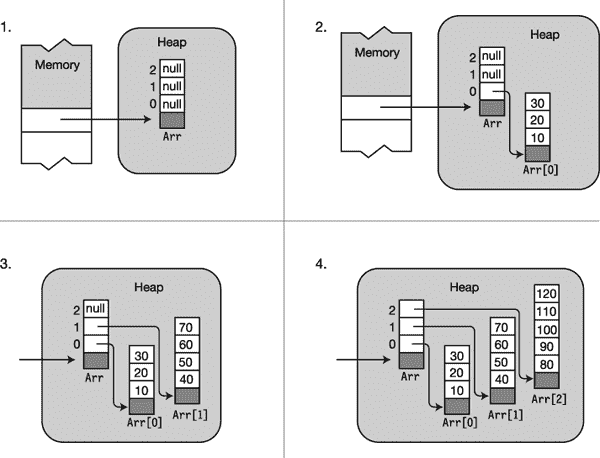 1.
Memory
Heap
2 null
1 null
0 null
Arr
2.
Memory
Heap
2 null
1 null
0
Arr
30
20
10
Arr[0]
3.
Heap
2 null
1
0
Arr
30
20
10
Arr[0]
70
60
50
40
Arr[1]
4.
Heap
2
1
0
Arr
30
20
10
Arr[0]
70
60
50
40
Arr[1]
120
110
100
90
80
Arr[2]